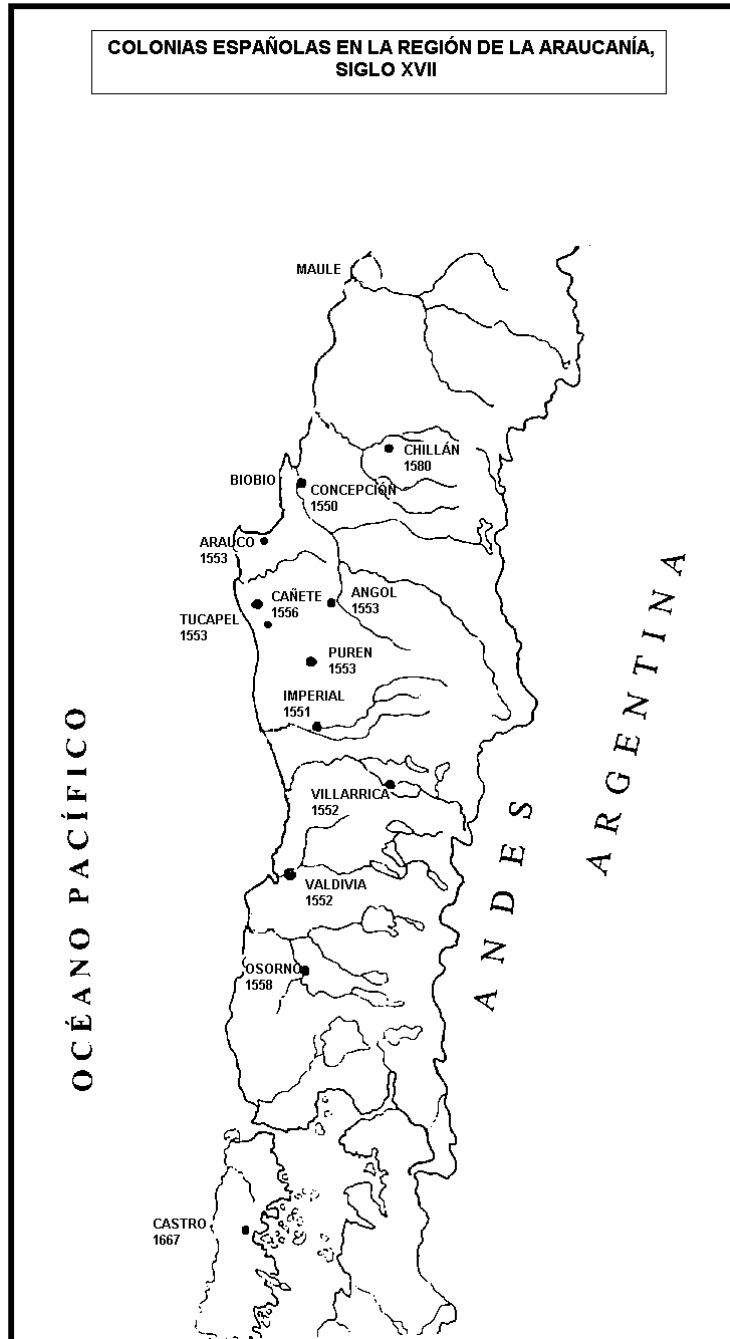 COLONIAS ESPAÑOLAS EN LA REGIÓN DE LA ARAUCANÍA,
SIGLO XVII
MAULE
CHILLÁN
1580
BIOBIO
CONCEPCIÓN
1550
ARAUCO
1553
CAÑETE
1556
ANGOL
1553
TUCAPEL
1553
PUREN
1553
IMPERIAL
1551
VILLARRICA
1552
VALDIVIA
1552
OSORNO
1558
CASTRO
1667
OCÉANO PACÍFICO
ANDES
ARGENTINA